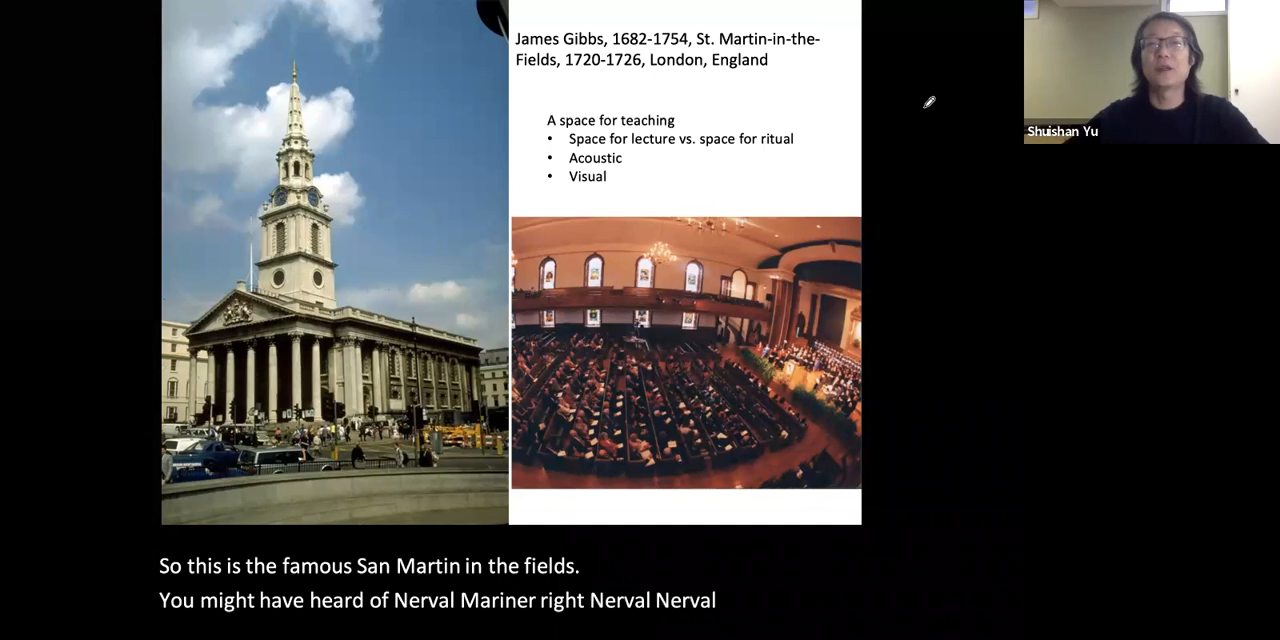 James Gibbs, 1682-1754, St. Martin-in-the-
Fields, 1720-1726, London, England
A space for teaching
• Space for lecture vs. space for ritual
• Acoustic
• Visual
Shuishan Yu
So this is the famous San Martin in the fields.
You might have heard of Nerval Mariner right Nerval Nerval